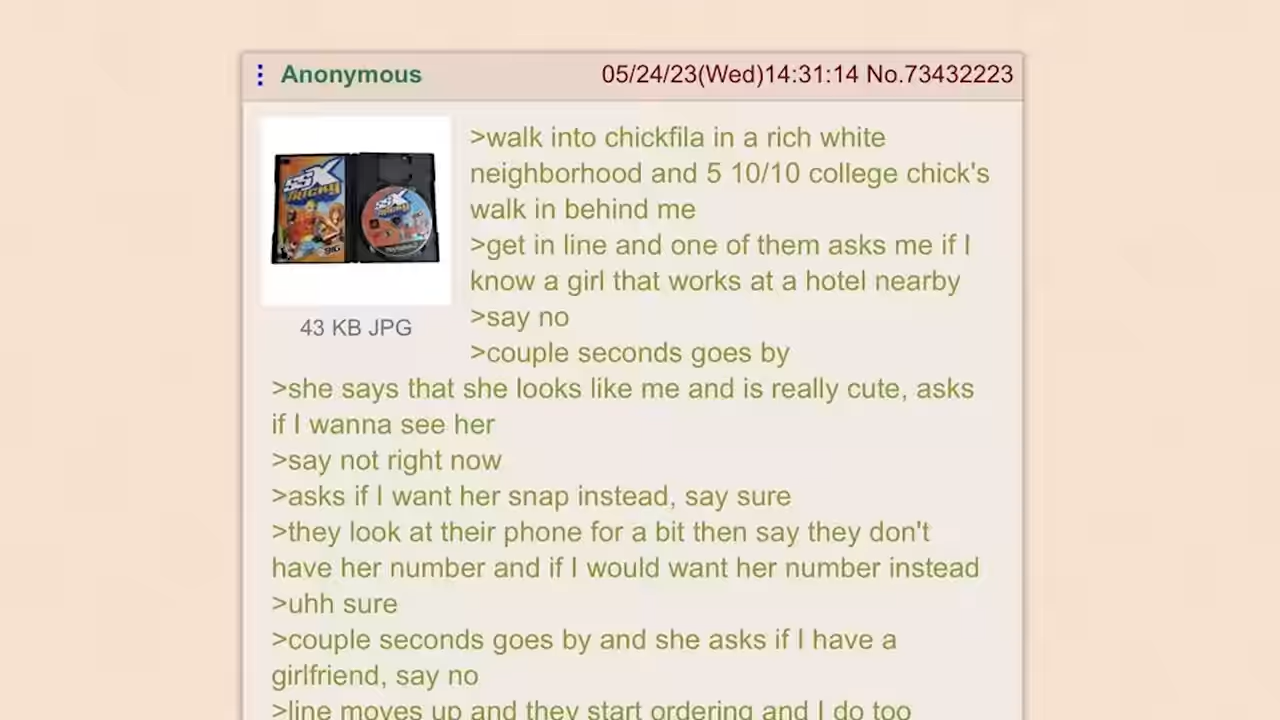 Anonymous
05/24/23(Wed)14:31:14 No.73432223
SSX
TRICKY
SSX
TRICKY
BIG
43 KB JPG
>walk into chickfila in a rich white
neighborhood and 5 10/10 college chick's
walk in behind me
>get in line and one of them asks me if I
know a girl that works at a hotel nearby
>say no
>couple seconds goes by
>she says that she looks like me and is really cute, asks
if I wanna see her
>say not right now
>asks if I want her snap instead, say sure
>they look at their phone for a bit then say they don't
have her number and if I would want her number instead
>uhh sure
>couple seconds goes by and she asks if I have a
girlfriend, say no
>line moves up and they start ordering and I do too